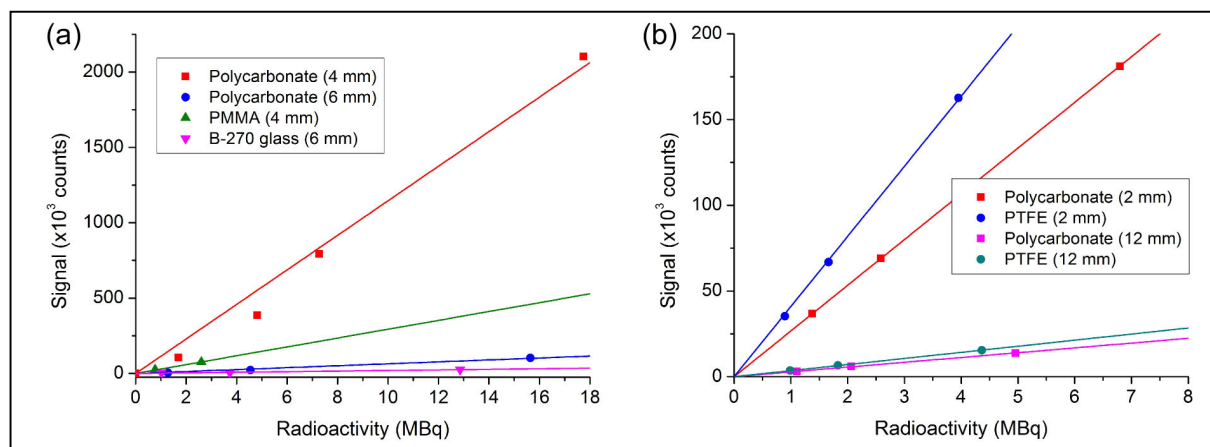 (a)
2000
1500
1000
500
0
Signal (x10³ counts)
Polycarbonate (4 mm)
Polycarbonate (6 mm)
PMMA (4 mm)
B-270 glass (6 mm)
0 2 4 6 8 10 12 14 16 18
Radioactivity (MBq)
(b)
200
150
100
50
0
Signal (x10³ counts)
Polycarbonate (2 mm)
PTFE (2 mm)
Polycarbonate (12 mm)
PTFE (12 mm)
0 1 2 3 4 5 6 7 8
Radioactivity (MBq)